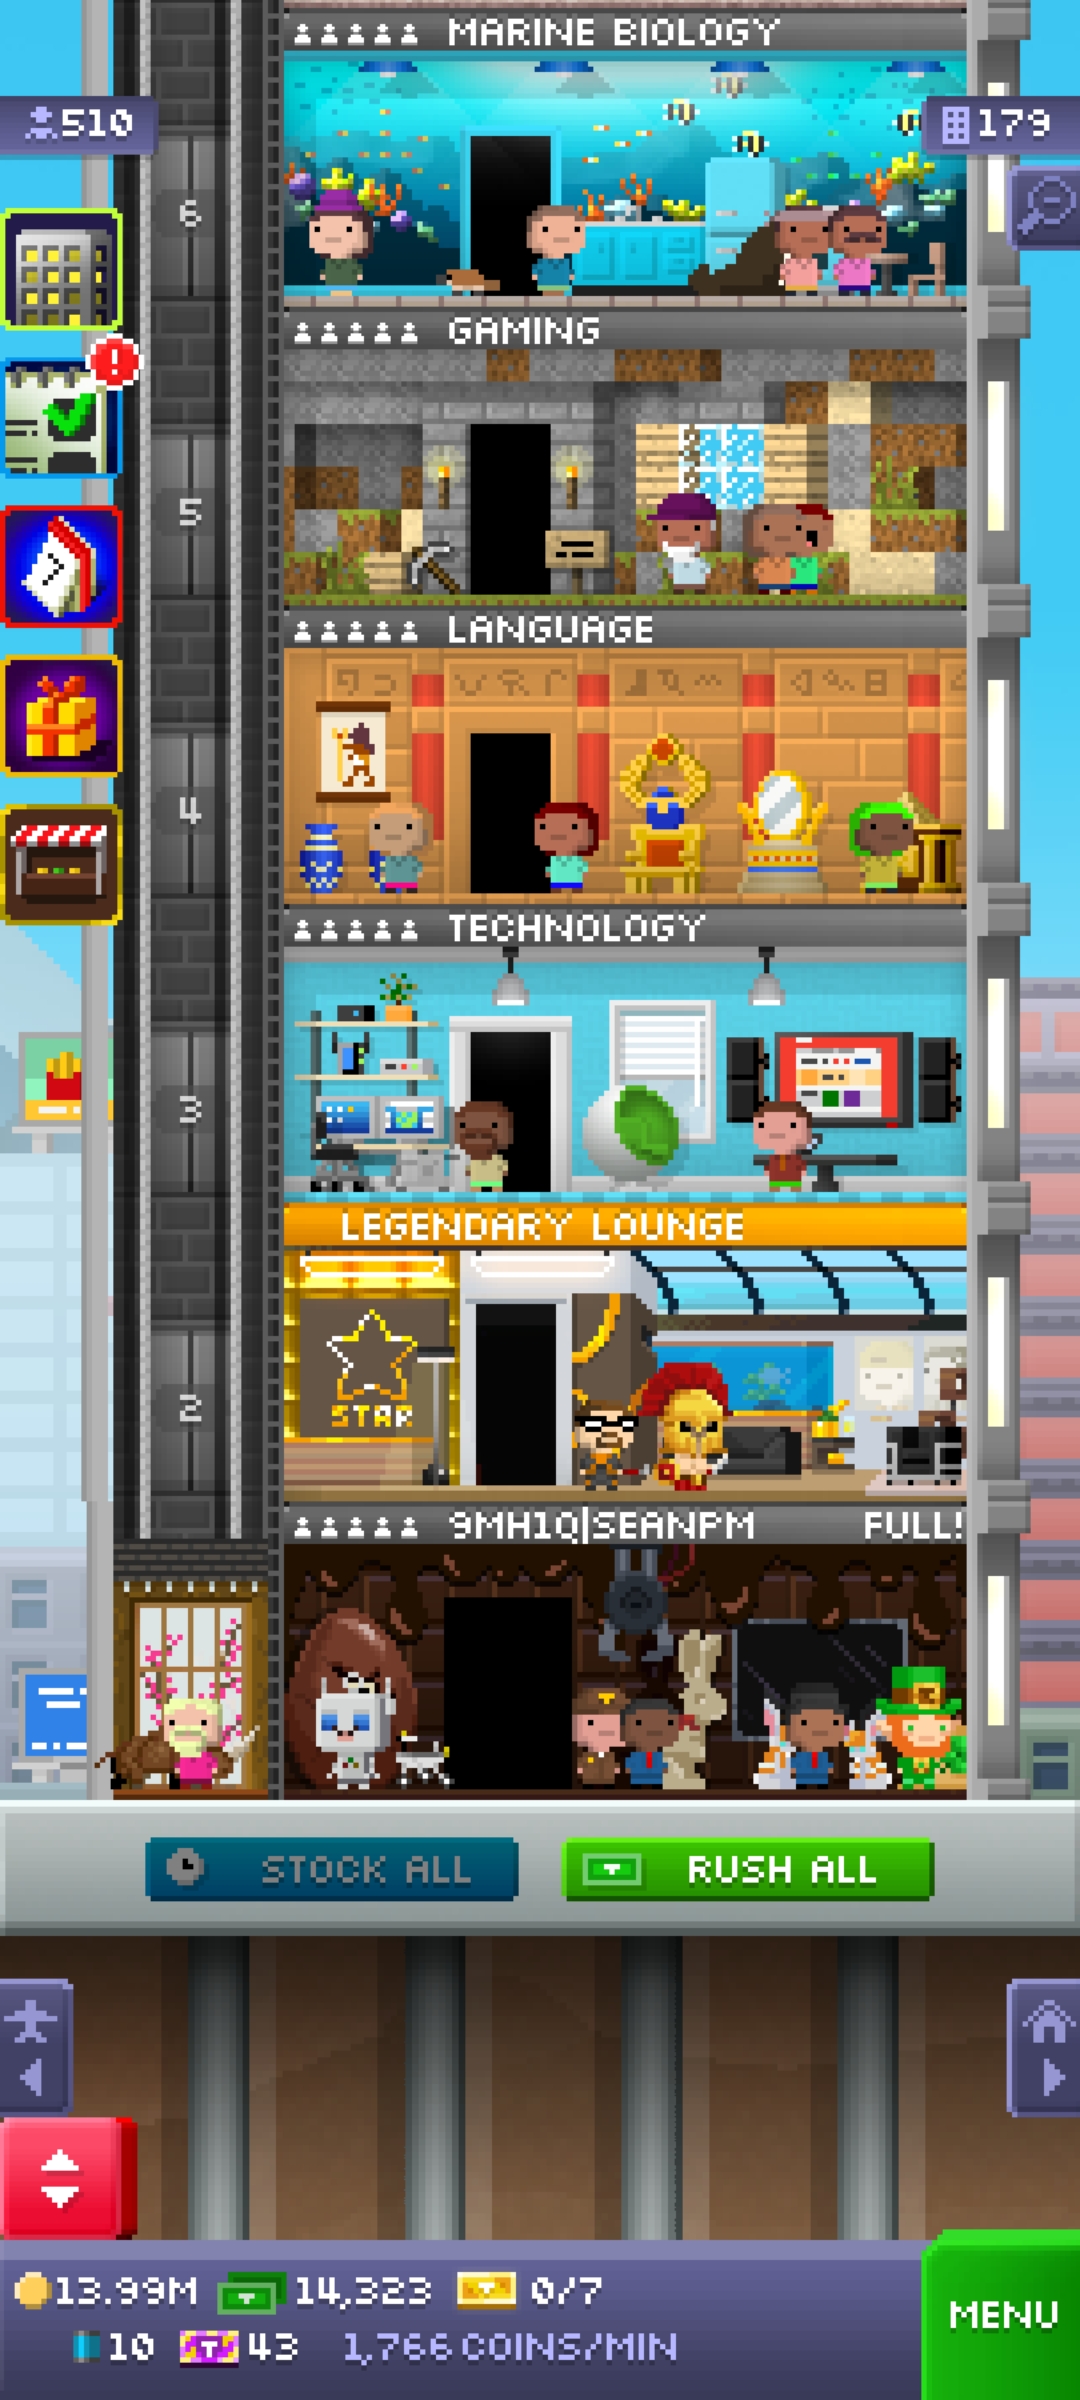 MARINE BIOLOGY
510
179
6
GAMING
5
LANGUAGE
4
TECHNOLOGY
3
LEGENDARY LOUNGE
STAR
2
9MH1Q|SEANPM FULL!
STOCK ALL
RUSH ALL
13.99M 14,323 0/7
10 43 1,766 COINS/MIN
MENU